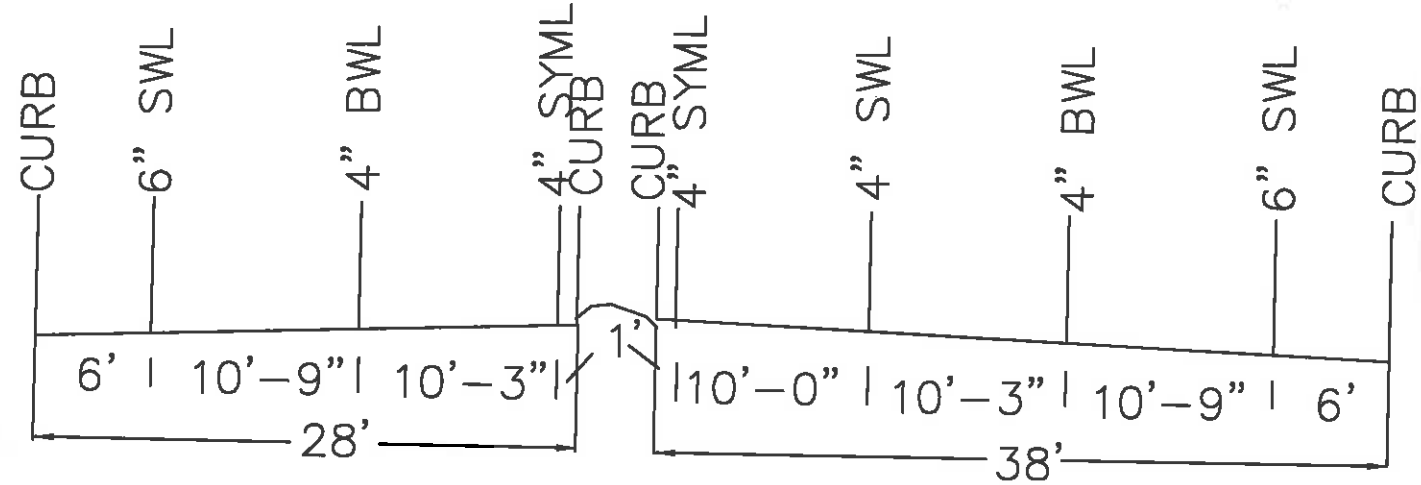 CURB
6" SWL
4" BWL
4" SYML
CURB
CURB
4" SYML
4" SWL
4" BWL
6" SWL
CURB
6' 10'-9" 10'-3" 1' 10'-0" 10'-3" 10'-9" 6'
28' 38'